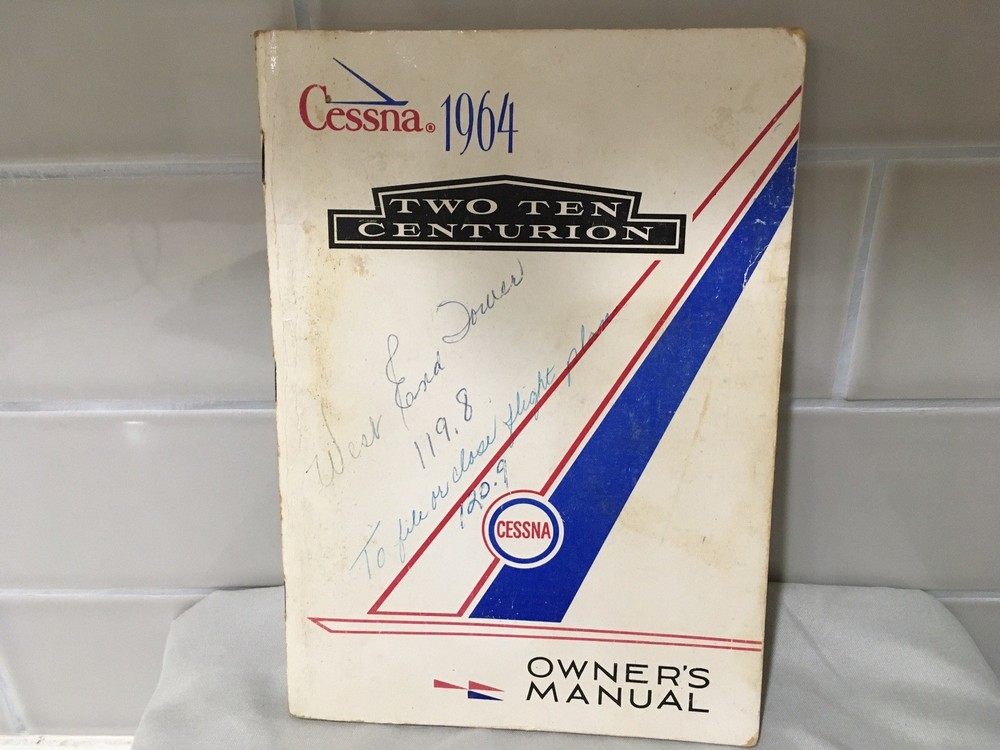 Cessna® 1964
TWO TEN
CENTURION
West End Tower
119.8
To file or close flight plan
120.9
CESSNA
OWNER'S
MANUAL